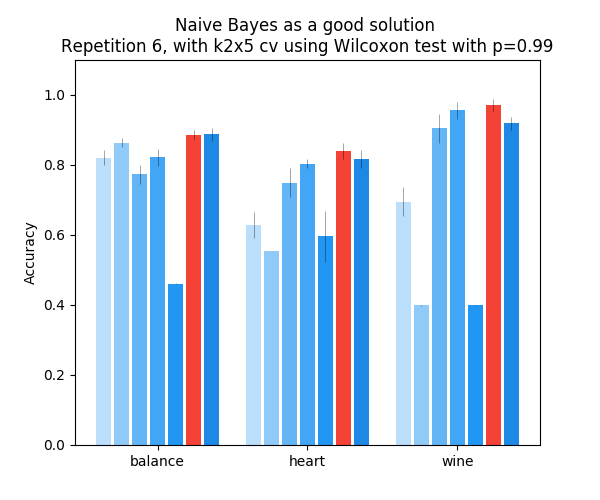 Naive Bayes as a good solution
Repetition 6, with k2x5 cv using Wilcoxon test with p=0.99
Accuracy
1.0
0.8
0.6
0.4
0.2
0.0
balance heart wine